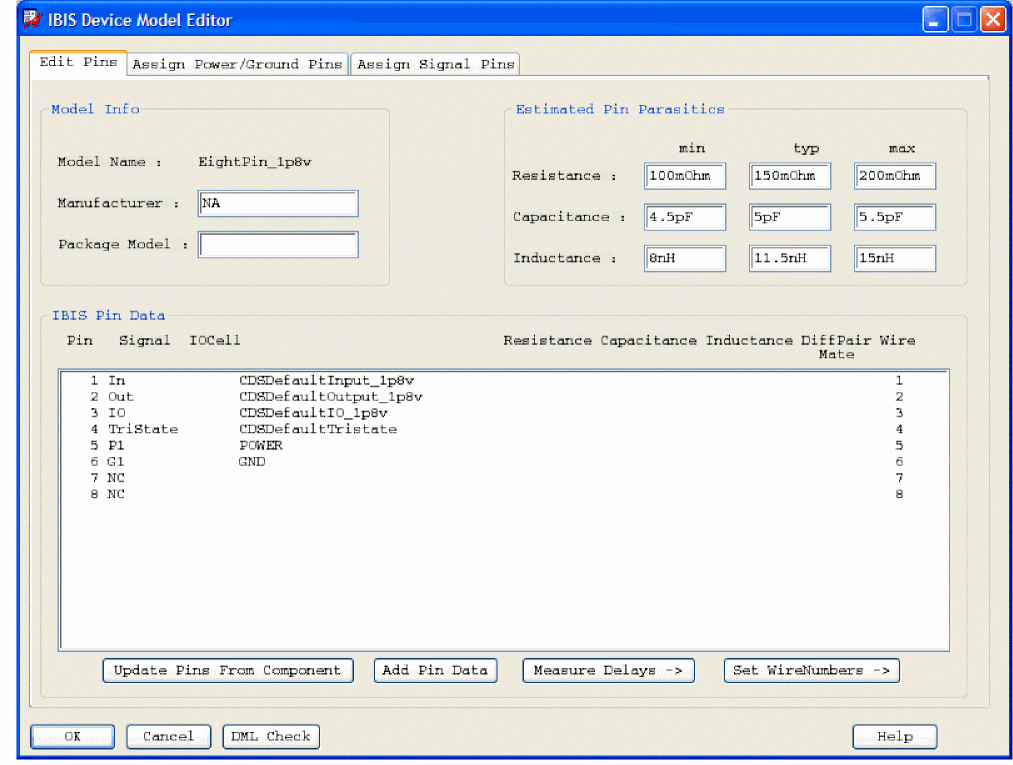 IBIS Device Model Editor
Edit Pins Assign Power/Ground Pins Assign Signal Pins
Model Info
Model Name : EightPin_1p8v
Manufacturer : NA
Package Model :
Estimated Pin Parasitics
min typ max
Resistance : 100mOhm 150mOhm 200mOhm
Capacitance : 4.5pF 5pF 5.5pF
Inductance : 8nH 11.5nH 15nH
IBIS Pin Data
Pin Signal IOCell Resistance Capacitance Inductance DiffPair Wire
Mate
1 In CDSDefaultInput_1p8v 1
2 Out CDSDefaultOutput_1p8v 2
3 IO CDSDefaultIO_1p8v 3
4 TriState CDSDefaultTristate 4
5 P1 POWER 5
6 G1 GND 6
7 NC 7
8 NC 8
Update Pins From Component Add Pin Data Measure Delays -> Set WireNumbers ->
OK Cancel DML Check Help